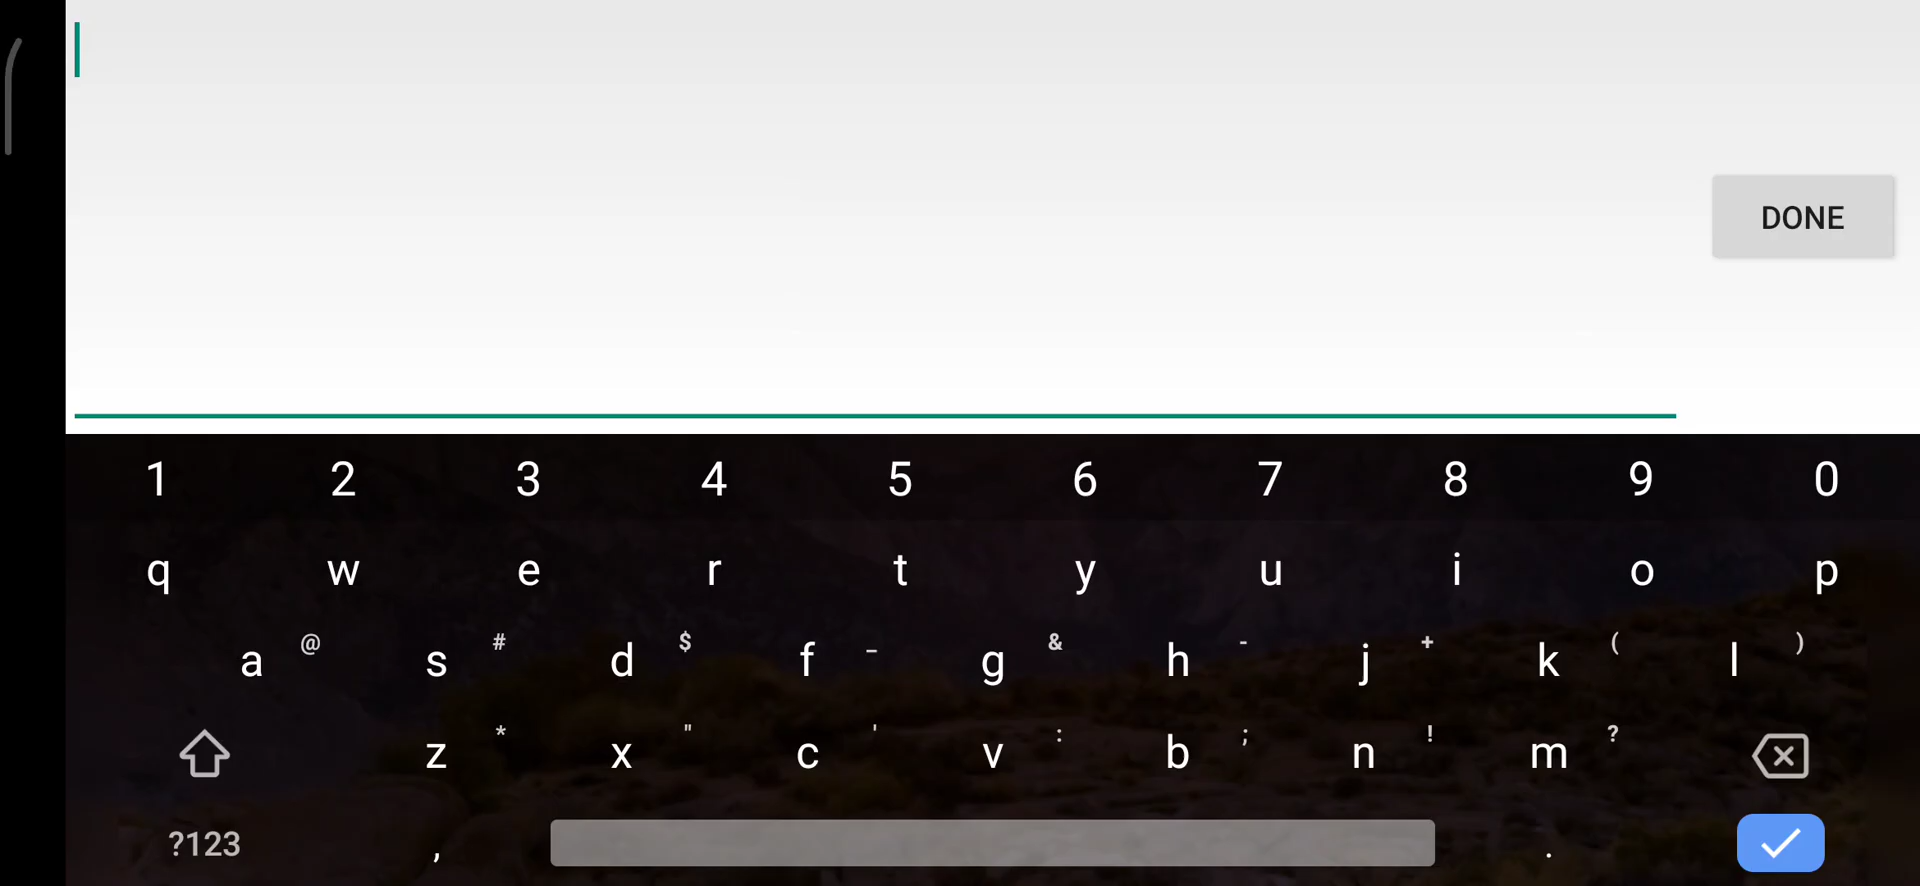 DONE
1 2 3 4 5 6 7 8 9 0
q w e r t y u i o p
a @ s # d $ f _ g & h - j + k ( l )
z * x " c ' v : b ; n ! m ?
?123 , .